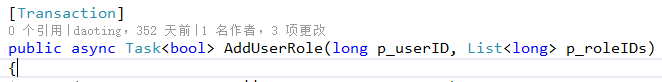 [Transaction]
0 个引用|daoting，352 天前|1 名作者，3 项更改
public async Task<bool> AddUserRole(long p_userID, List<long> p_roleIDs)
{